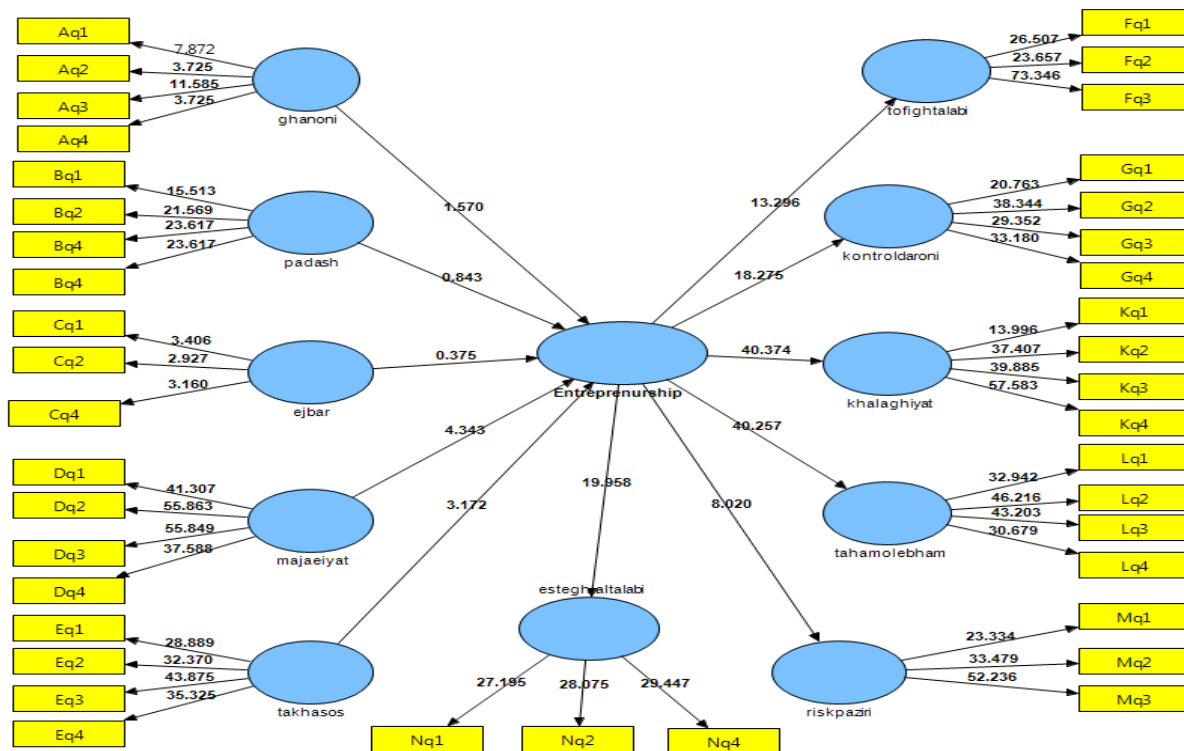 Aq1
7.872
Aq2
3.725
Aq3
11.585
Aq4
3.725
ghanoni
Bq1
15.513
Bq2
21.569
Bq4
23.617
Bq4
23.617
padash
Cq1
3.406
Cq2
2.927
Cq4
3.160
ejbar
Dq1
41.307
Dq2
55.863
Dq3
55.849
Dq4
37.588
majaeiyat
Eq1
28.889
Eq2
32.370
Eq3
43.875
Eq4
35.325
takhasos
1.570
0.843
0.375
4.343
3.172
Entreprenurship
13.296
18.275
40.374
40.257
8.020
19.958
esteghlaltalabi
27.195
28.075
29.447
Nq1
Nq2
Nq4
tofightalabi
26.507
Fq1
23.657
Fq2
73.346
Fq3
kontroldaroni
20.763
Gq1
38.344
Gq2
29.352
Gq3
33.180
Gq4
khalaghiyat
13.996
Kq1
37.407
Kq2
39.885
Kq3
57.583
Kq4
tahamolebham
32.942
Lq1
46.216
Lq2
43.203
Lq3
30.679
Lq4
riskpaziri
23.334
Mq1
33.479
Mq2
52.236
Mq3